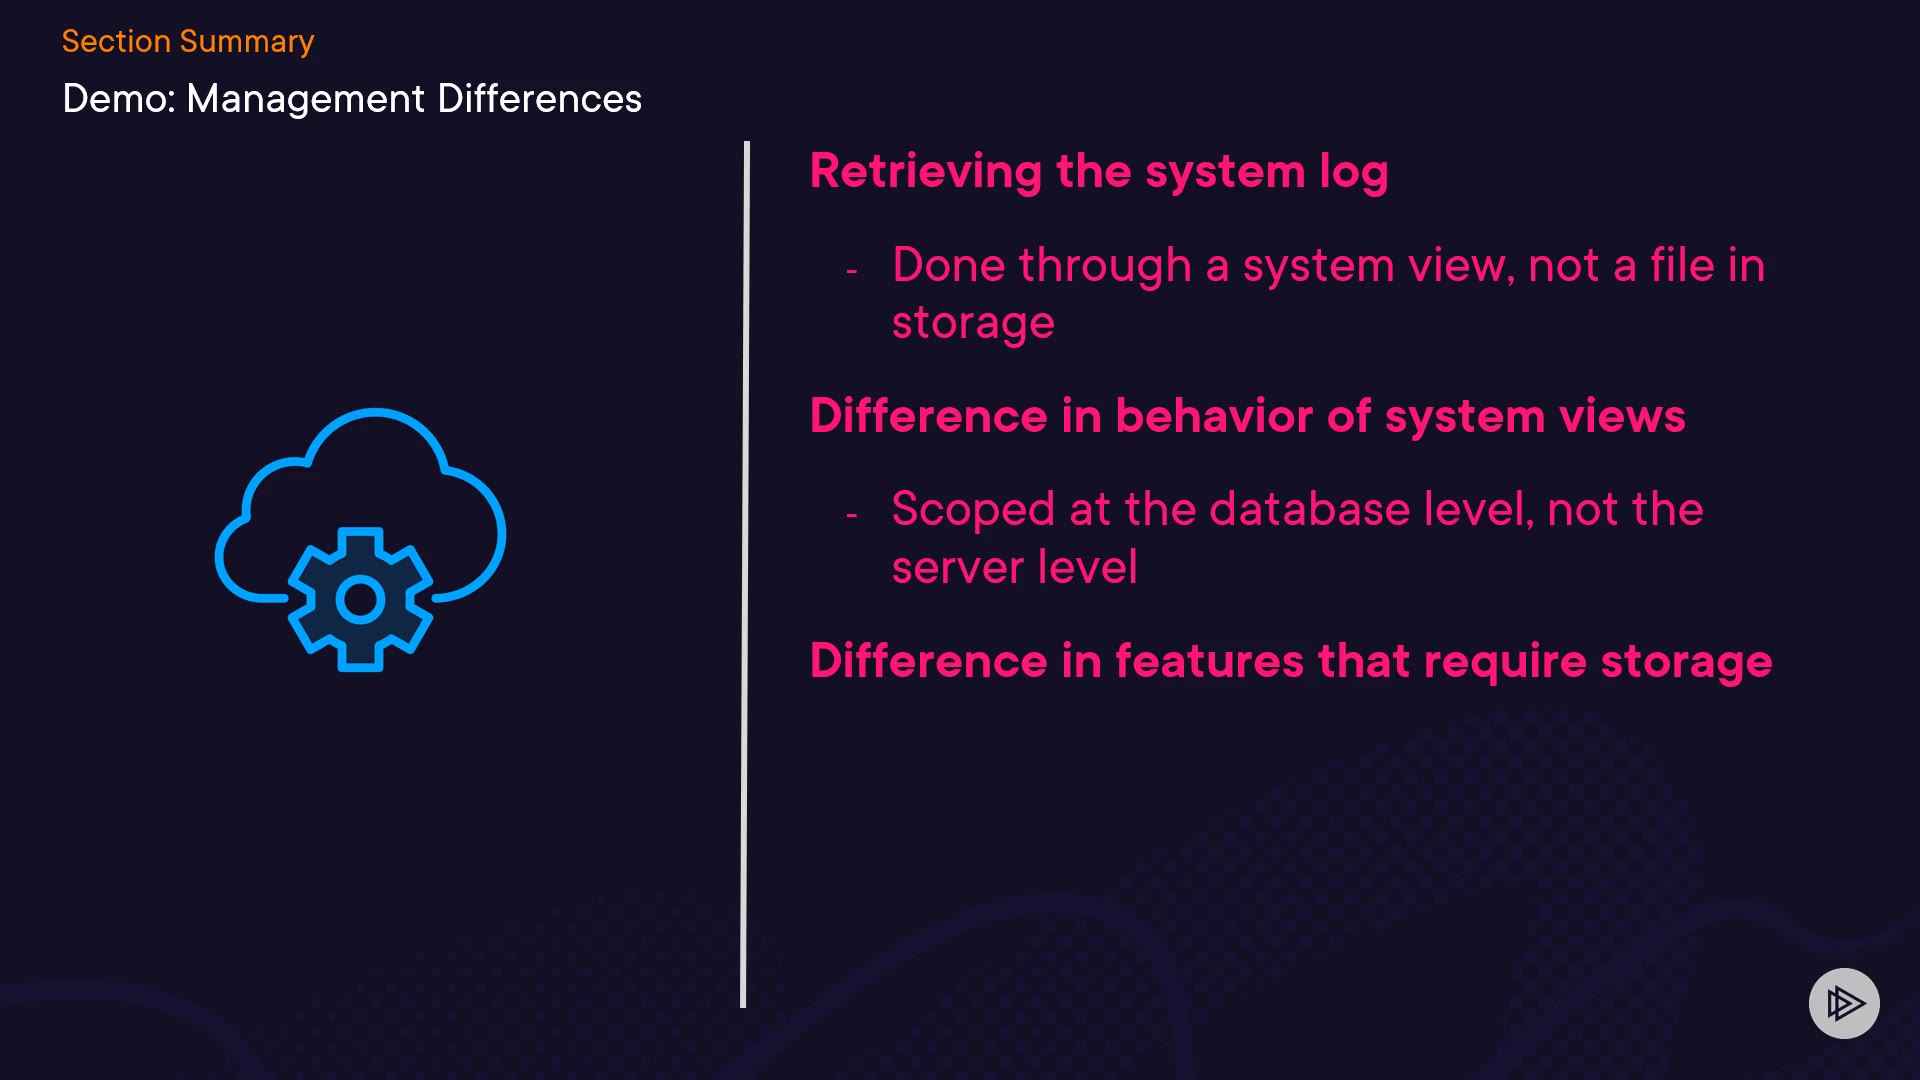 Section Summary
Demo: Management Differences
Retrieving the system log
- Done through a system view, not a file in
storage
Difference in behavior of system views
- Scoped at the database level, not the
server level
Difference in features that require storage